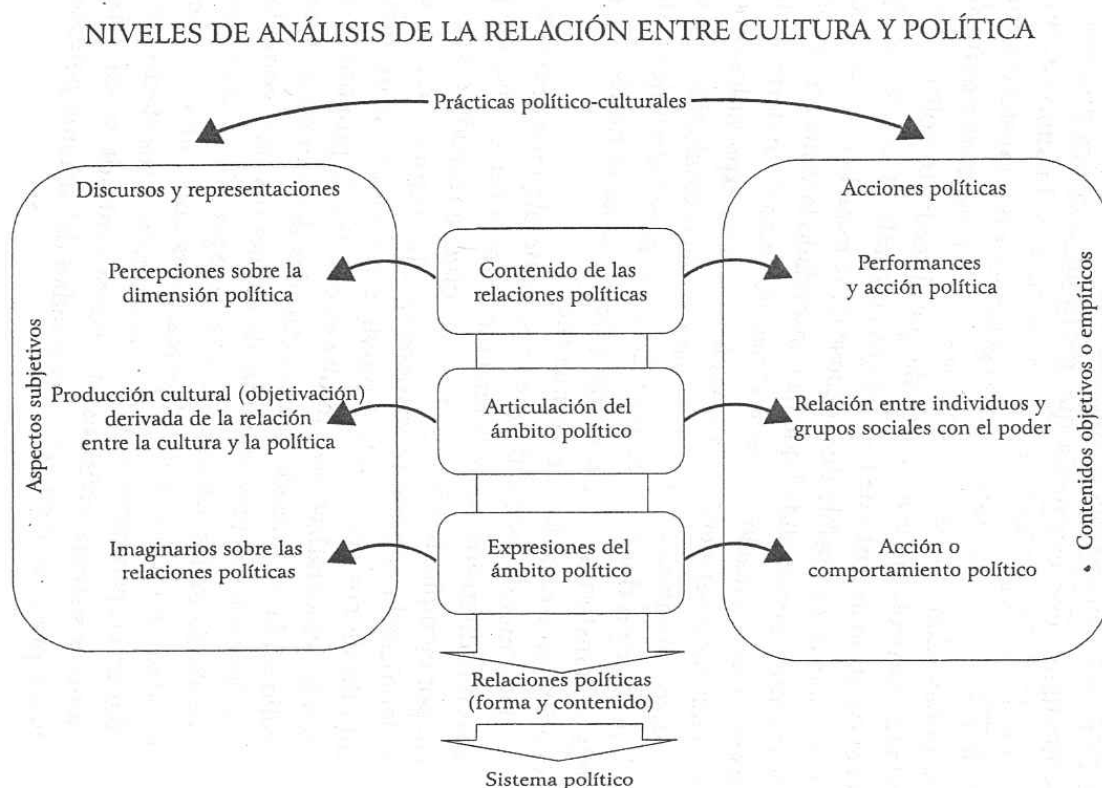 NIVELES DE ANÁLISIS DE LA RELACIÓN ENTRE CULTURA Y POLÍTICA
Prácticas político-culturales
Discursos y representaciones
Aspectos subjetivos
Percepciones sobre la
dimensión política
Producción cultural (objetivación)
derivada de la relación
entre la cultura y la política
Imaginarios sobre las
relaciones políticas
Contenido de las
relaciones políticas
Articulación del
ámbito político
Expresiones del
ámbito político
Acciones políticas
Performances
y acción política
Relación entre individuos y
grupos sociales con el poder
Acción o
comportamiento político
Contenidos objetivos o empíricos
Relaciones políticas
(forma y contenido)
Sistema político